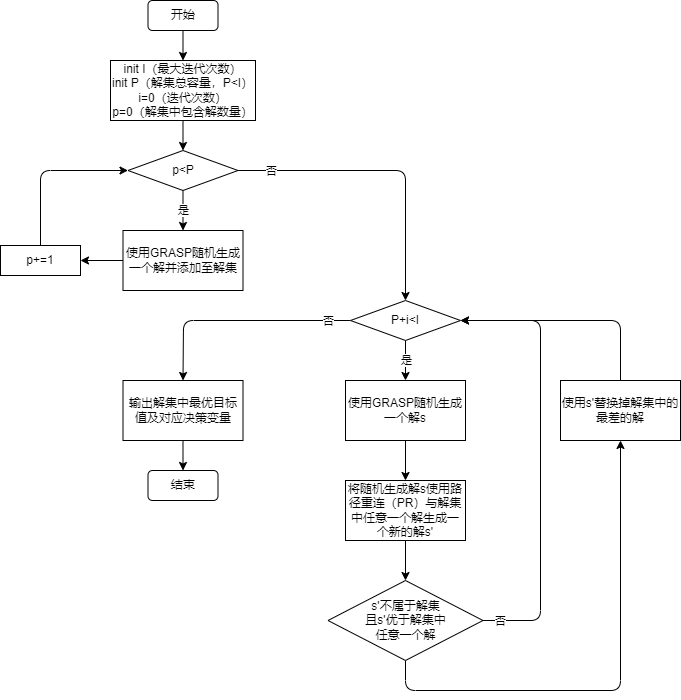 开始
init I（最大迭代次数）
init P（解集总容量，P<I）
i=0（迭代次数）
p=0（解集中包含解数量）
p<P
否
是
使用GRASP随机生成
一个解并添加至解集
p+=1
P+i<I
否
是
输出解集中最优目标
值及对应决策变量
使用GRASP随机生成
一个解s
使用s'替换掉解集中的
最差的解
结束
将随机生成解s使用路
径重连（PR）与解集
中任意一个解生成一
个新的解s'
s'不属于解集
且s'优于解集中
任意一个解
否